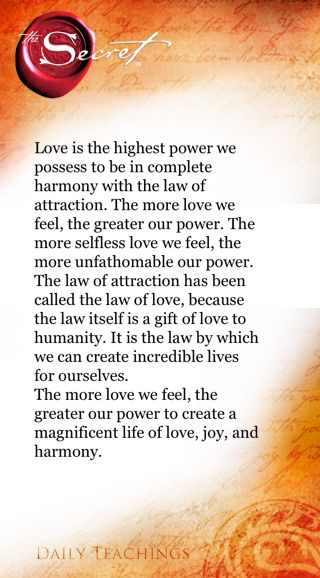 the Secret™
Love is the highest power we
possess to be in complete
harmony with the law of
attraction. The more love we
feel, the greater our power. The
more selfless love we feel, the
more unfathomable our power.
The law of attraction has been
called the law of love, because
the law itself is a gift of love to
humanity. It is the law by which
we can create incredible lives
for ourselves.
The more love we feel, the
greater our power to create a
magnificent life of love, joy, and
harmony.
DAILY TEACHINGS